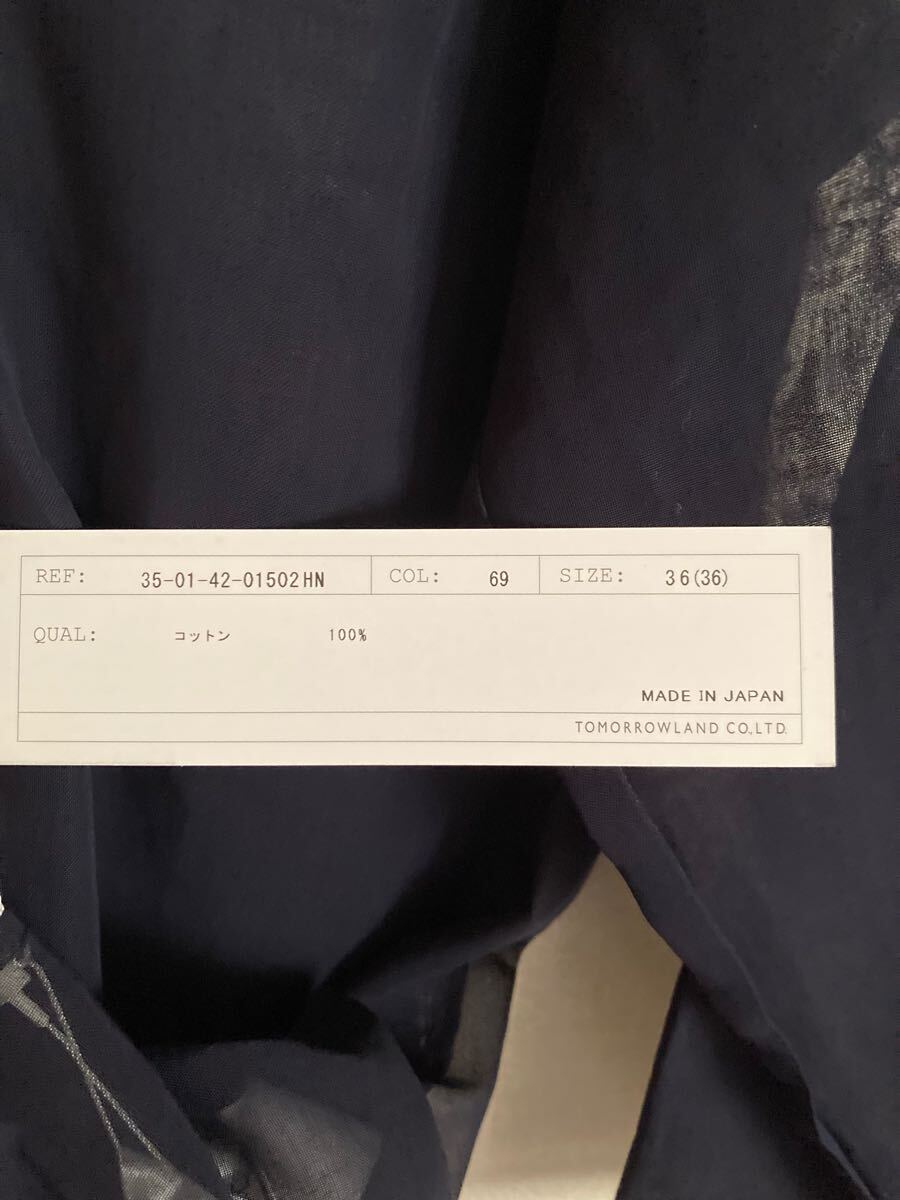 REF: 35-01-42-01502HN COL: 69 SIZE: 36(36)
QUAL: コットン 100%
MADE IN JAPAN
TOMORROWLAND CO.,LTD.